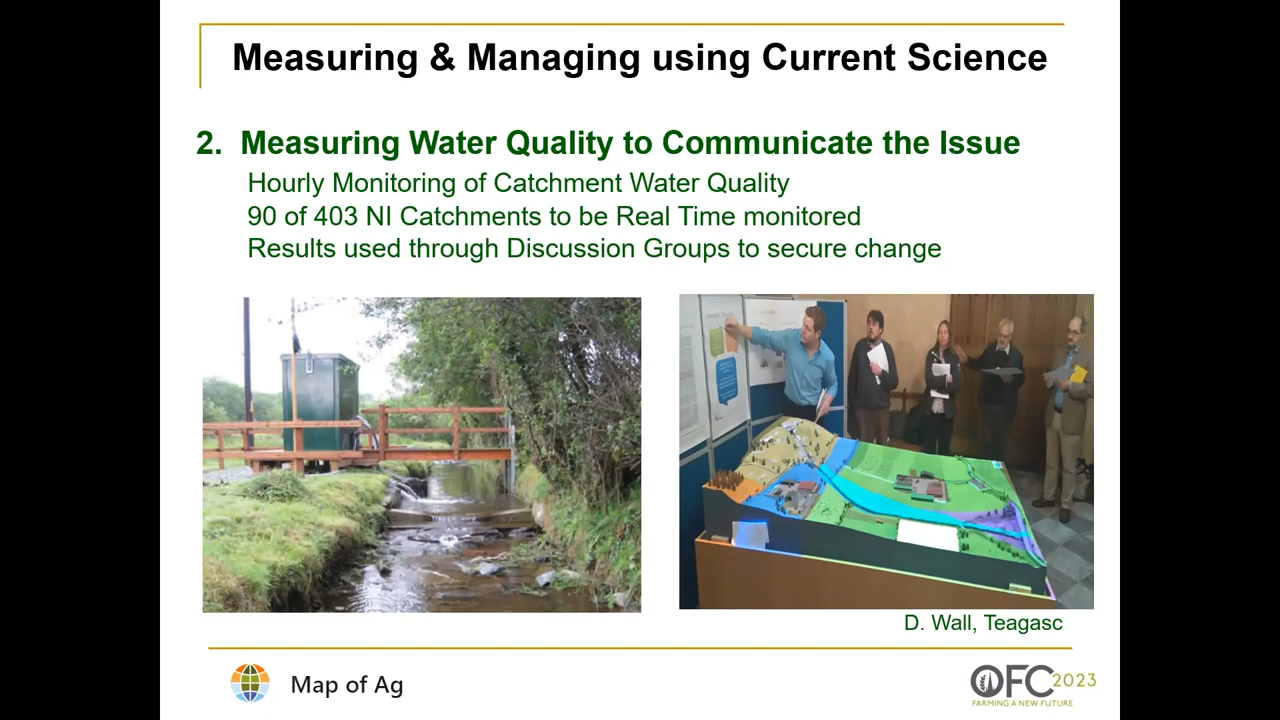 Measuring & Managing using Current Science
2. Measuring Water Quality to Communicate the Issue
Hourly Monitoring of Catchment Water Quality
90 of 403 NI Catchments to be Real Time monitored
Results used through Discussion Groups to secure change
D. Wall, Teagasc
Map of Ag
OFC 2023
FARMING A NEW FUTURE